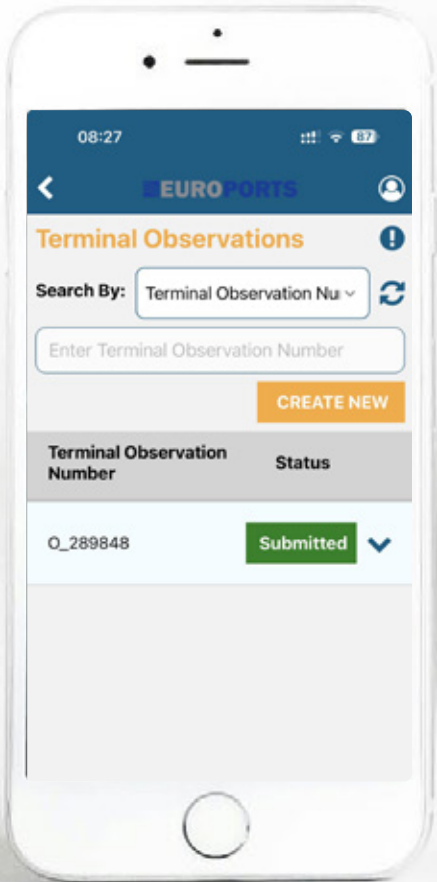 08:27
87
EUROPORTS
Terminal Observations
Search By:
Terminal Observation Nu
Enter Terminal Observation Number
CREATE NEW
Terminal Observation Status
Number
O_289848 Submitted